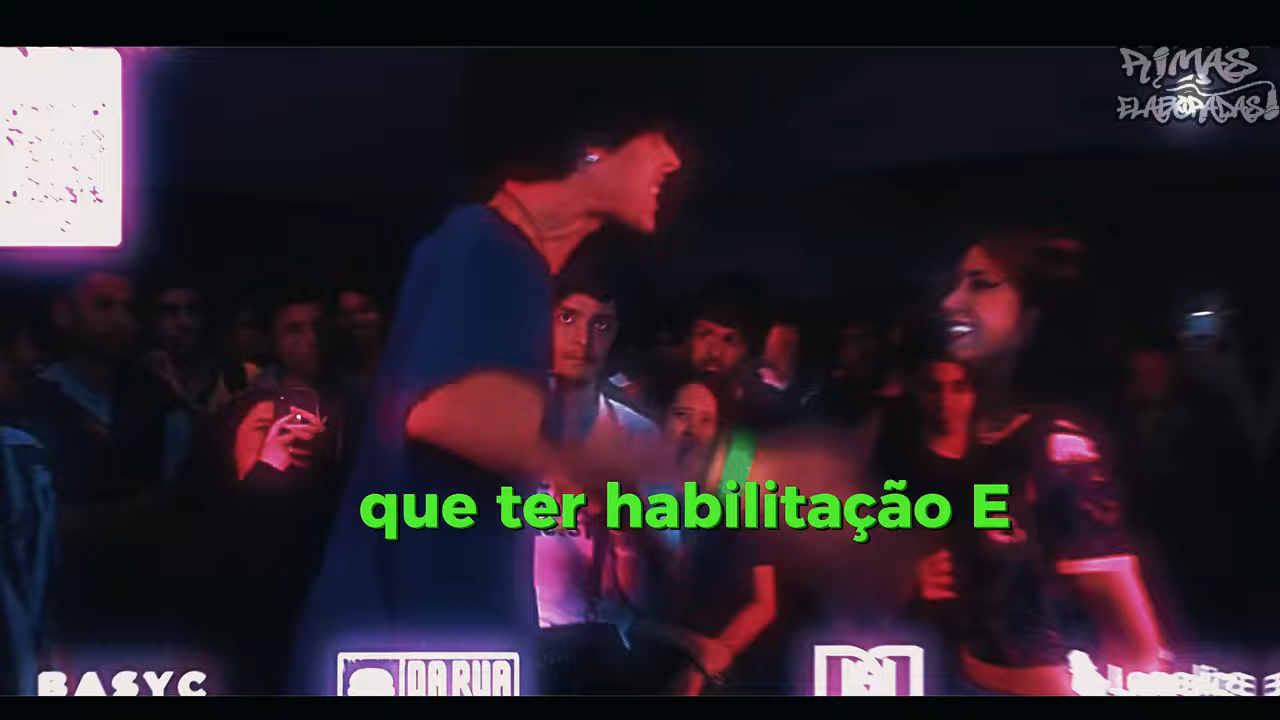 RIMAS
ELABORADAS!
que ter habilitação E
BASYC
DA RUA